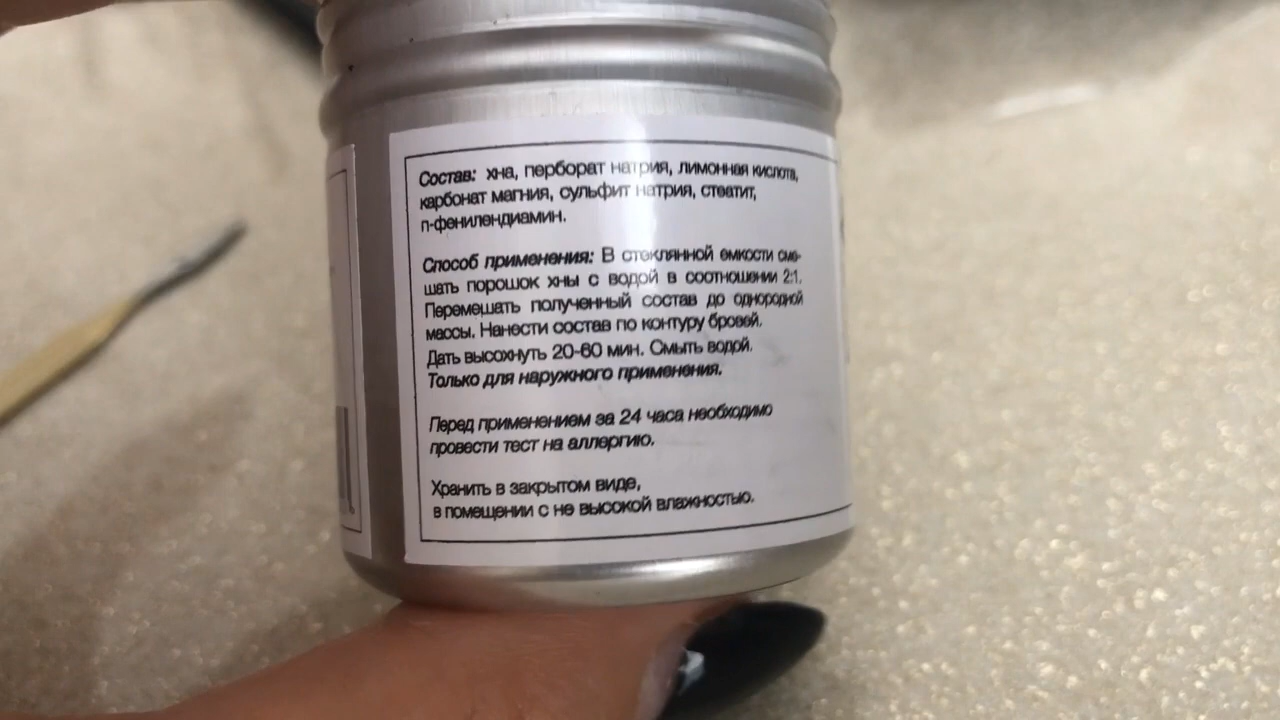 Состав: хна, перборат натрия, лимонная кислота,
карбонат магния, сульфит натрия, стеатит,
п-фенилендиамин.
Способ применения: В стеклянной емкости сме-
шать порошок хны с водой в соотношении 2:1.
Перемешать полученный состав до однородной
массы. Нанести состав по контуру бровей.
Дать высохнуть 20-60 мин. Смыть водой.
Только для наружного применения.
Перед применением за 24 часа необходимо
провести тест на аллергию.
Хранить в закрытом виде,
в помещении с не высокой влажностью.